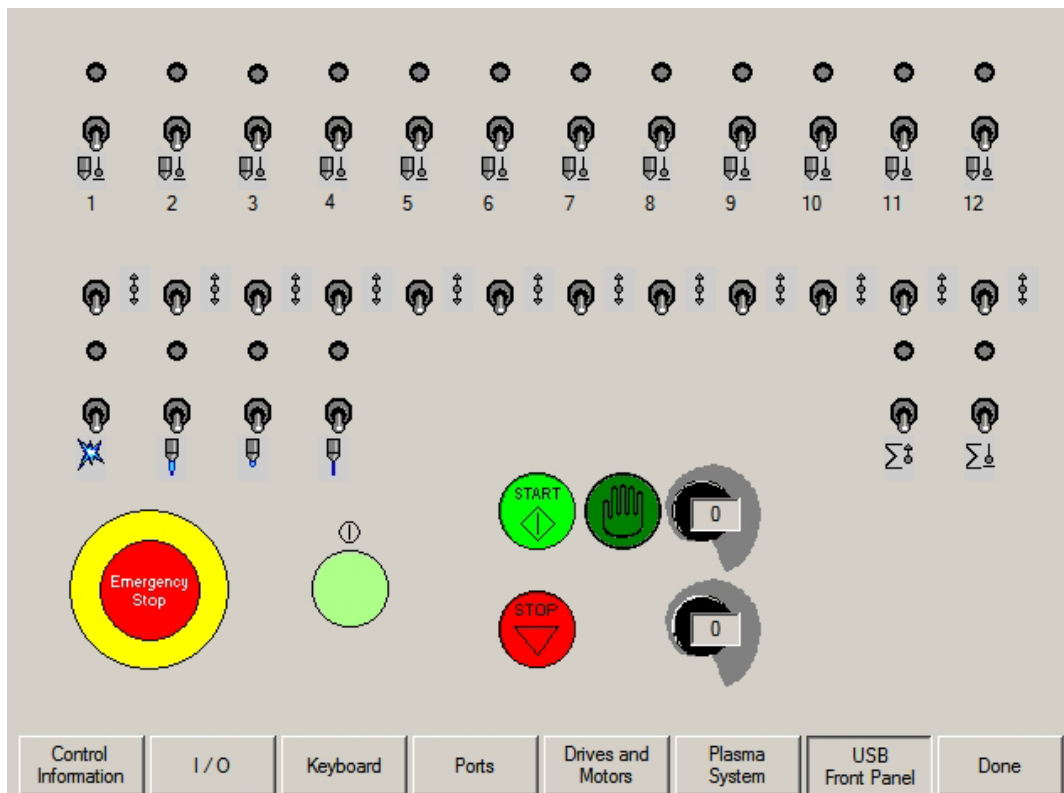 1 2 3 4 5 6 7 8 9 10 11 12
START
0
Emergency
Stop
STOP
0
Control
Information
I / O
Keyboard
Ports
Drives and
Motors
Plasma
System
USB
Front Panel
Done